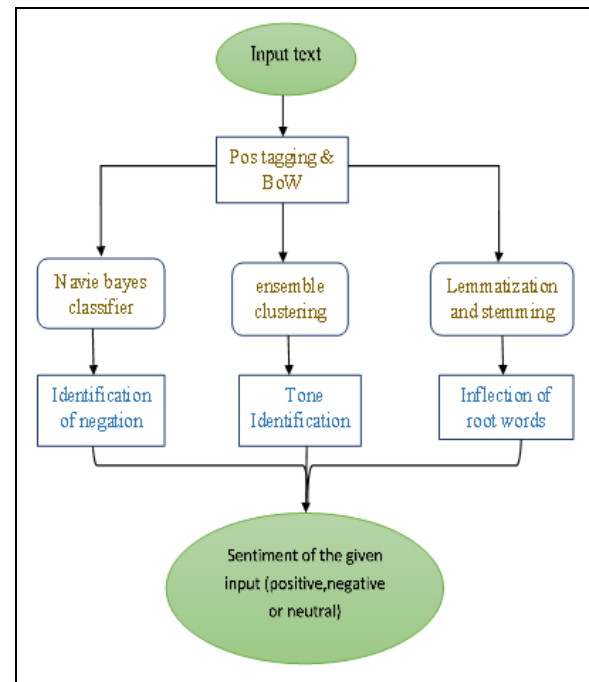 Input text
Pos tagging &
BoW
Navie bayes
classifier
ensemble
clustering
Lemmatization
and stemming
Identification
of negation
Tone
Identification
Inflection of
root words
Sentiment of the given
input (positive,negative
or neutral)